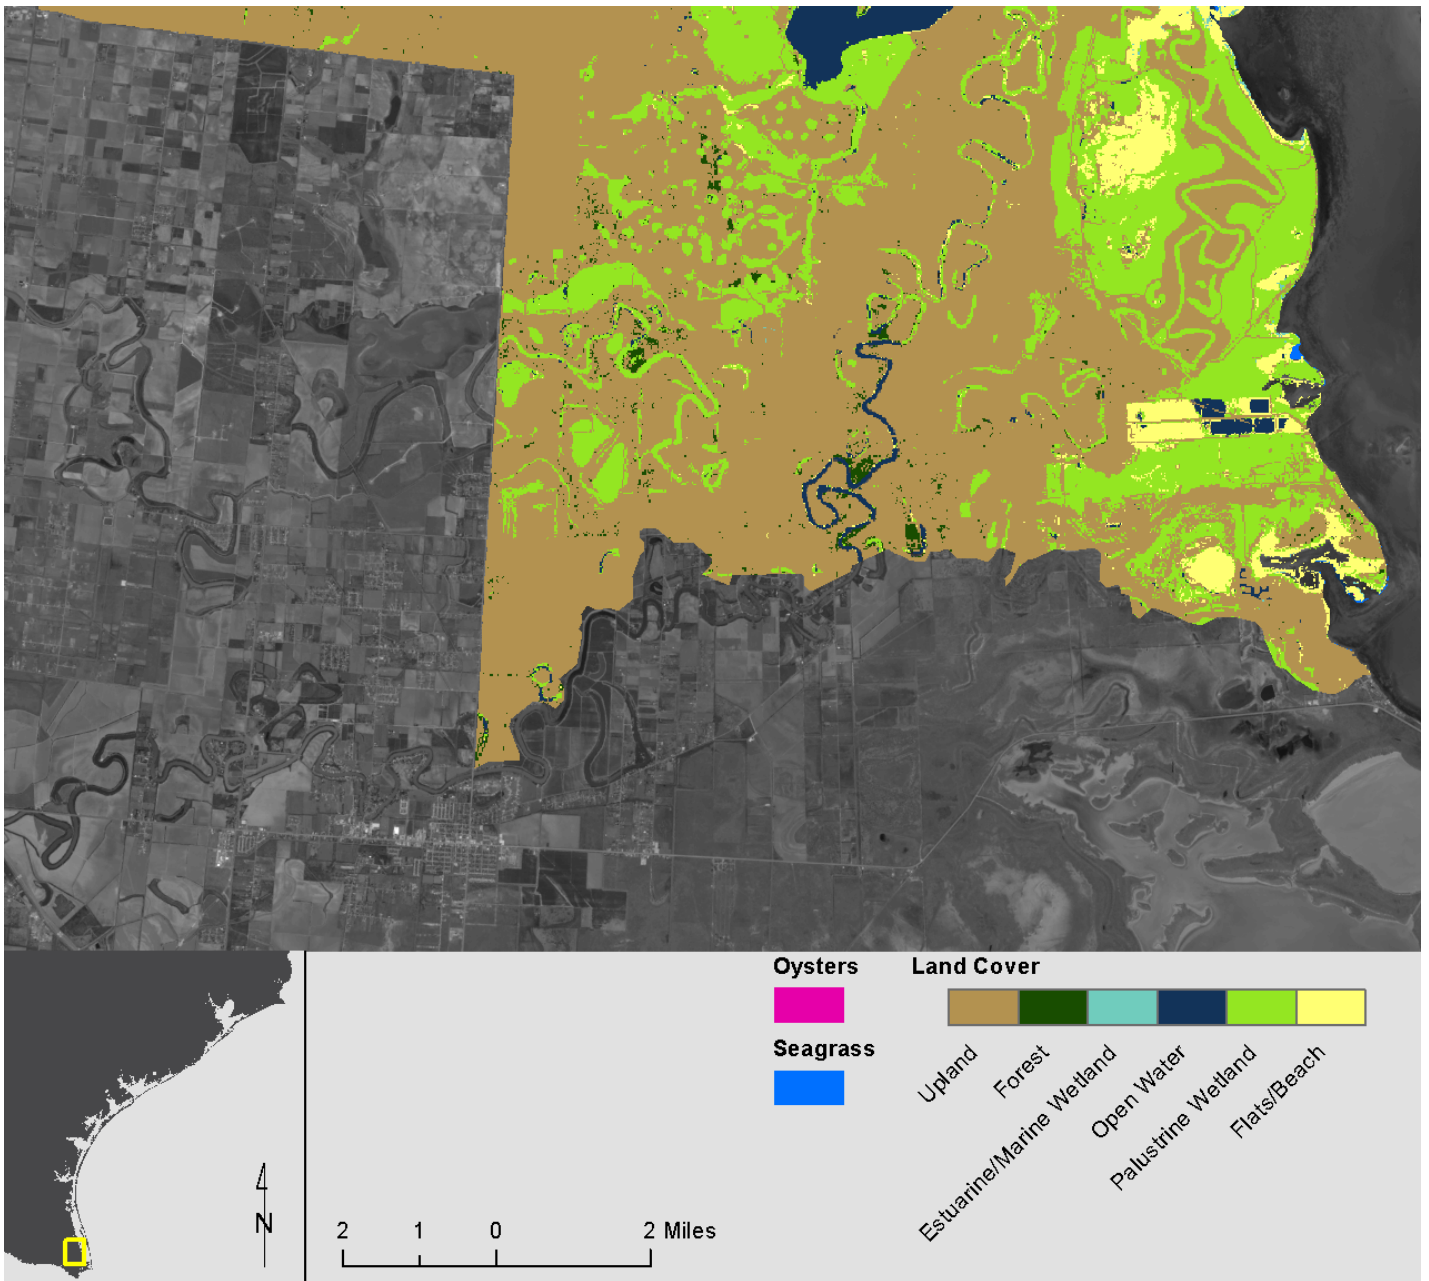 Oysters
Land Cover
Seagrass
Upland
Forest
Estuarine/Marine Wetland
Open Water
Palustrine Wetland
Flats/Beach
N
2 1 0 2 Miles